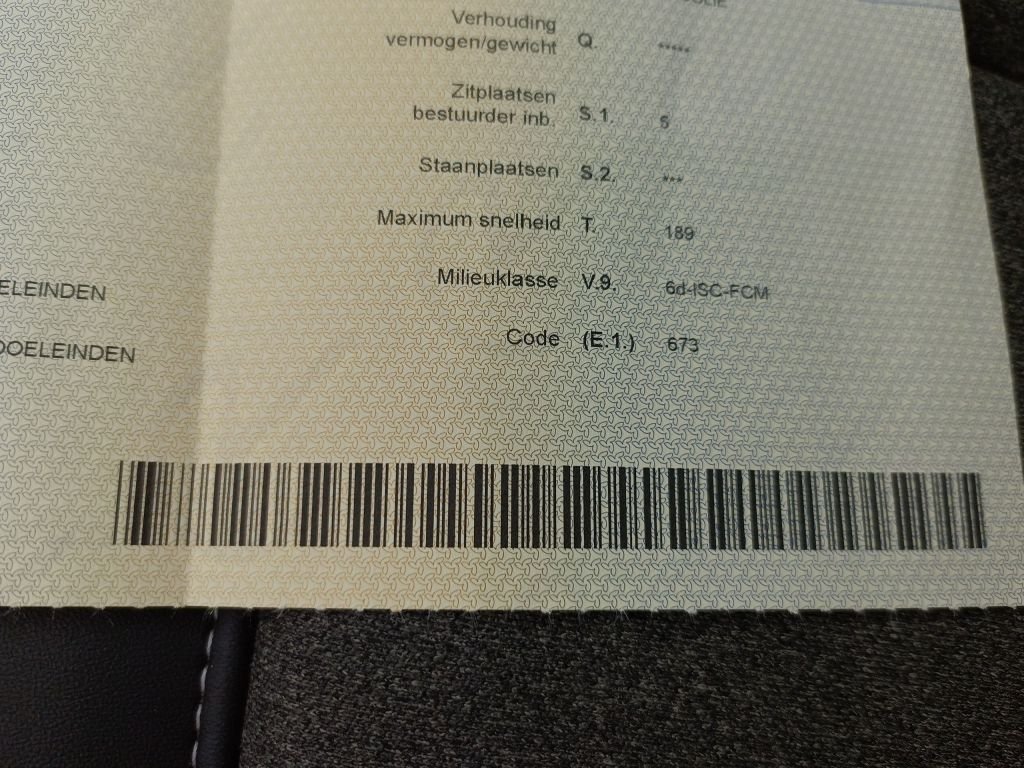 Verhouding
vermogen/gewicht Q. *****
Zitplaatsen
bestuurder inb. S.1. 5
Staanplaatsen S.2. ***
Maximum snelheid T. 189
ELEINDEN
Milieuklasse V.9. 6d-ISC-FCM
DOELEINDEN
Code (E.1.) 673